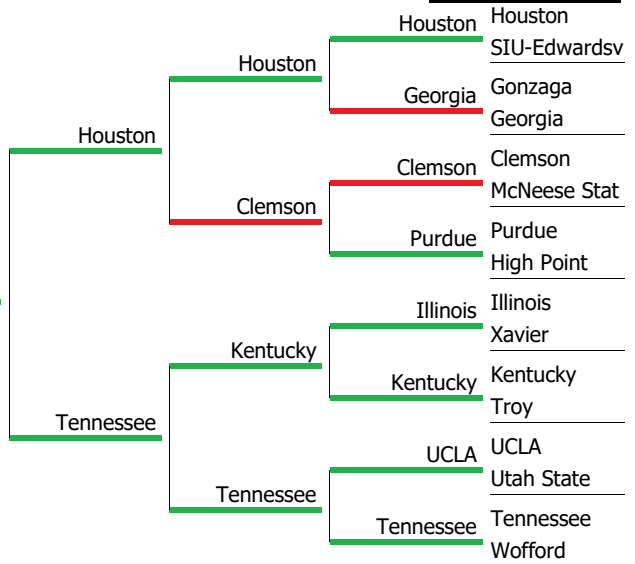 Houston
SIU-Edwardsv
Gonzaga
Georgia
Clemson
McNeese Stat
Purdue
High Point
Illinois
Xavier
Kentucky
Troy
UCLA
Utah State
Tennessee
Wofford
Houston
Georgia
Clemson
Purdue
Illinois
Kentucky
UCLA
Tennessee
Houston
Clemson
Kentucky
Tennessee
Houston
Tennessee